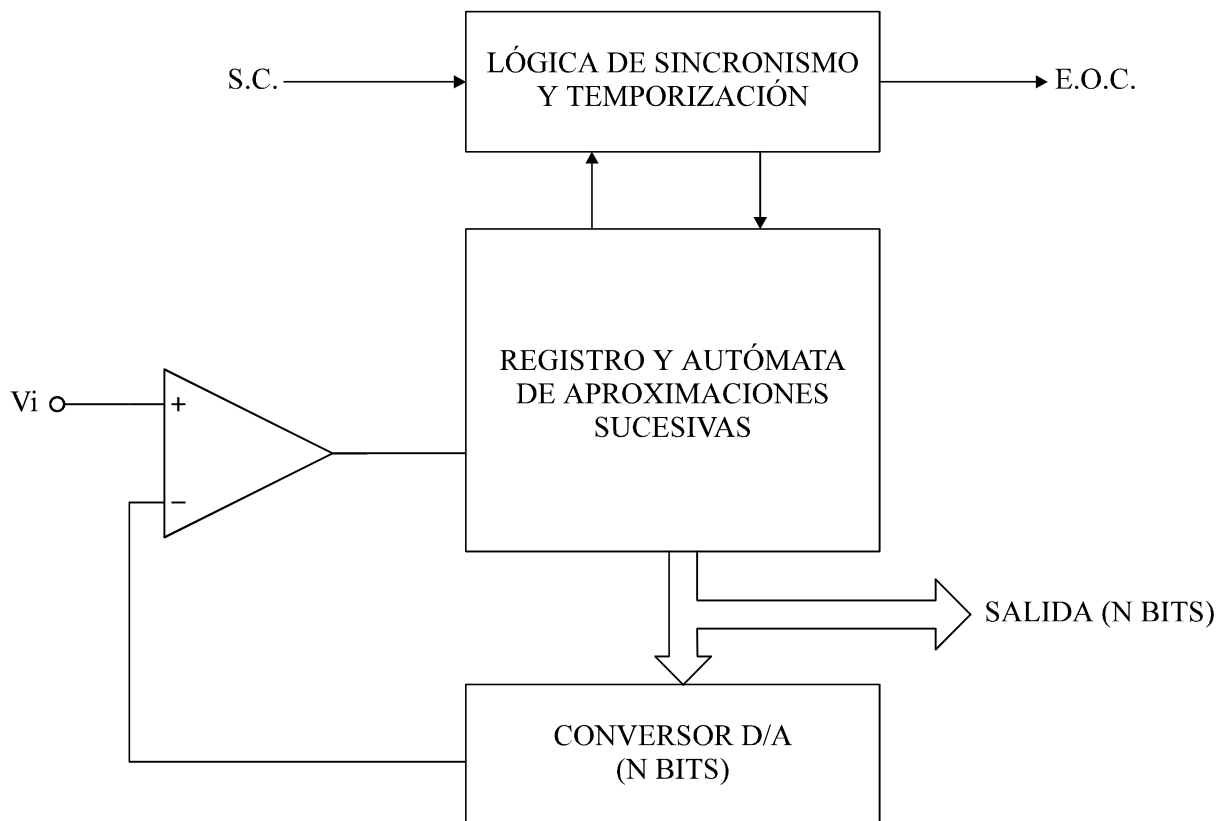 LÓGICA DE SINCRONISMO
Y TEMPORIZACIÓN
S.C.
E.O.C.
REGISTRO Y AUTÓMATA
DE APROXIMACIONES
SUCESIVAS
Vi
+
−
SALIDA (N BITS)
CONVERSOR D/A
(N BITS)